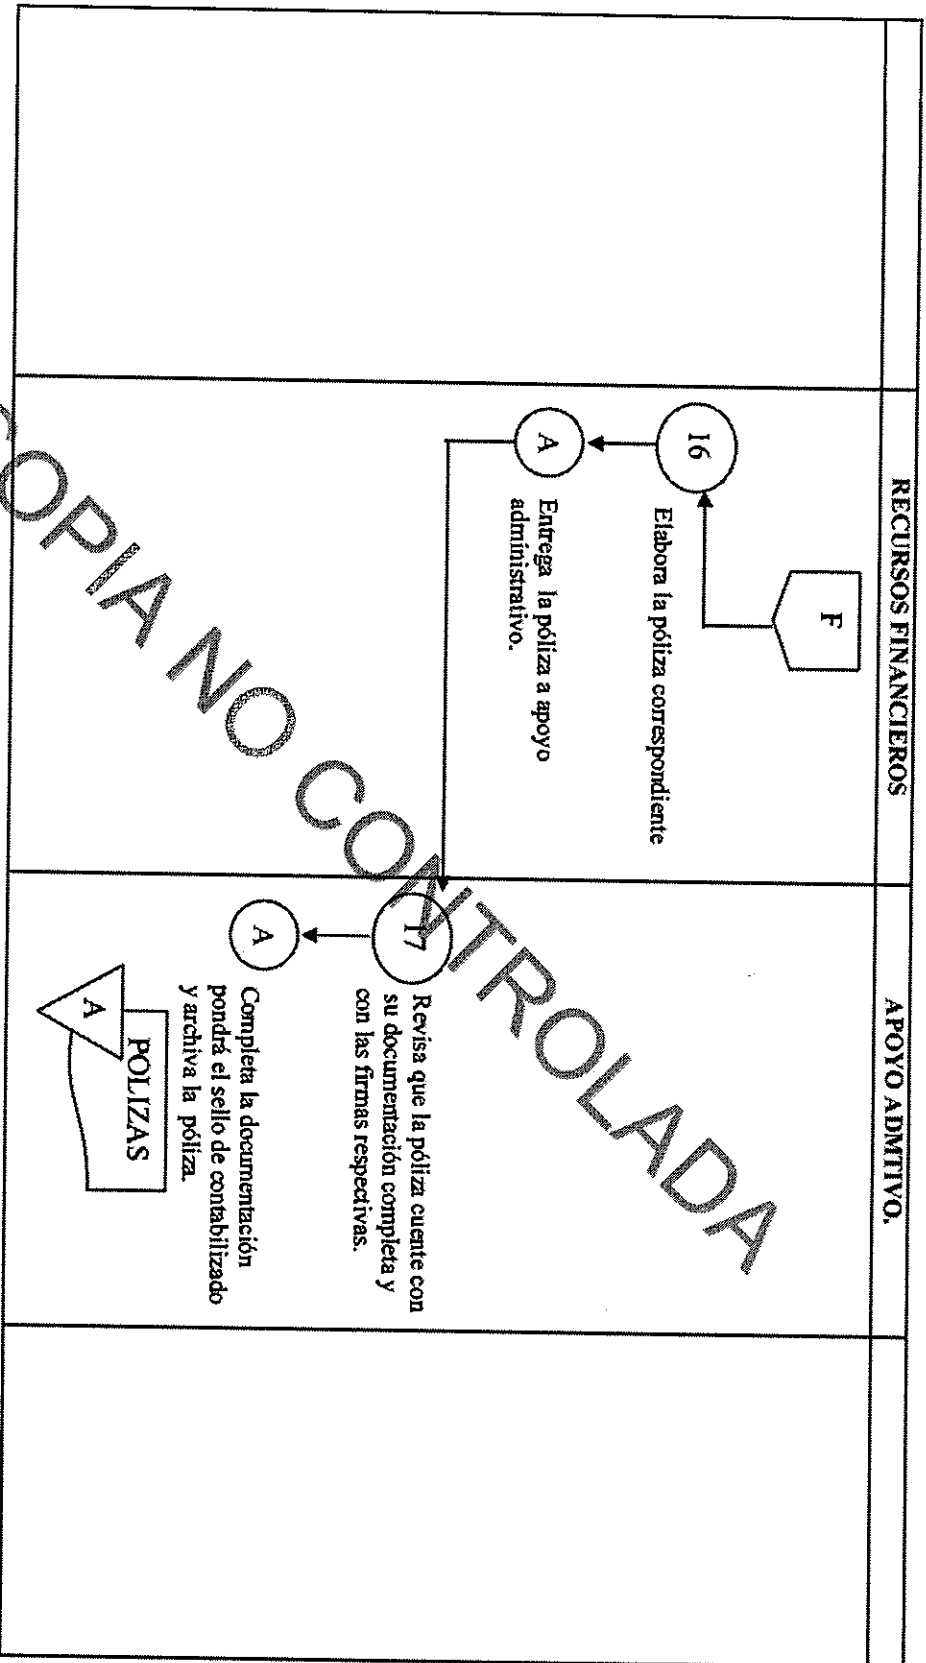 RECURSOS FINANCIEROS
APOYO ADMTIVO.
F
16
Elabora la póliza correspondiente
A
Entrega la póliza a apoyo
administrativo.
17
Revisa que la póliza cuente con
su documentación completa y
con las firmas respectivas.
A
Completa la documentación
pondrá el sello de contabilizado
y archiva la póliza.
POLIZAS
A
COPIA NO CONTROLADA